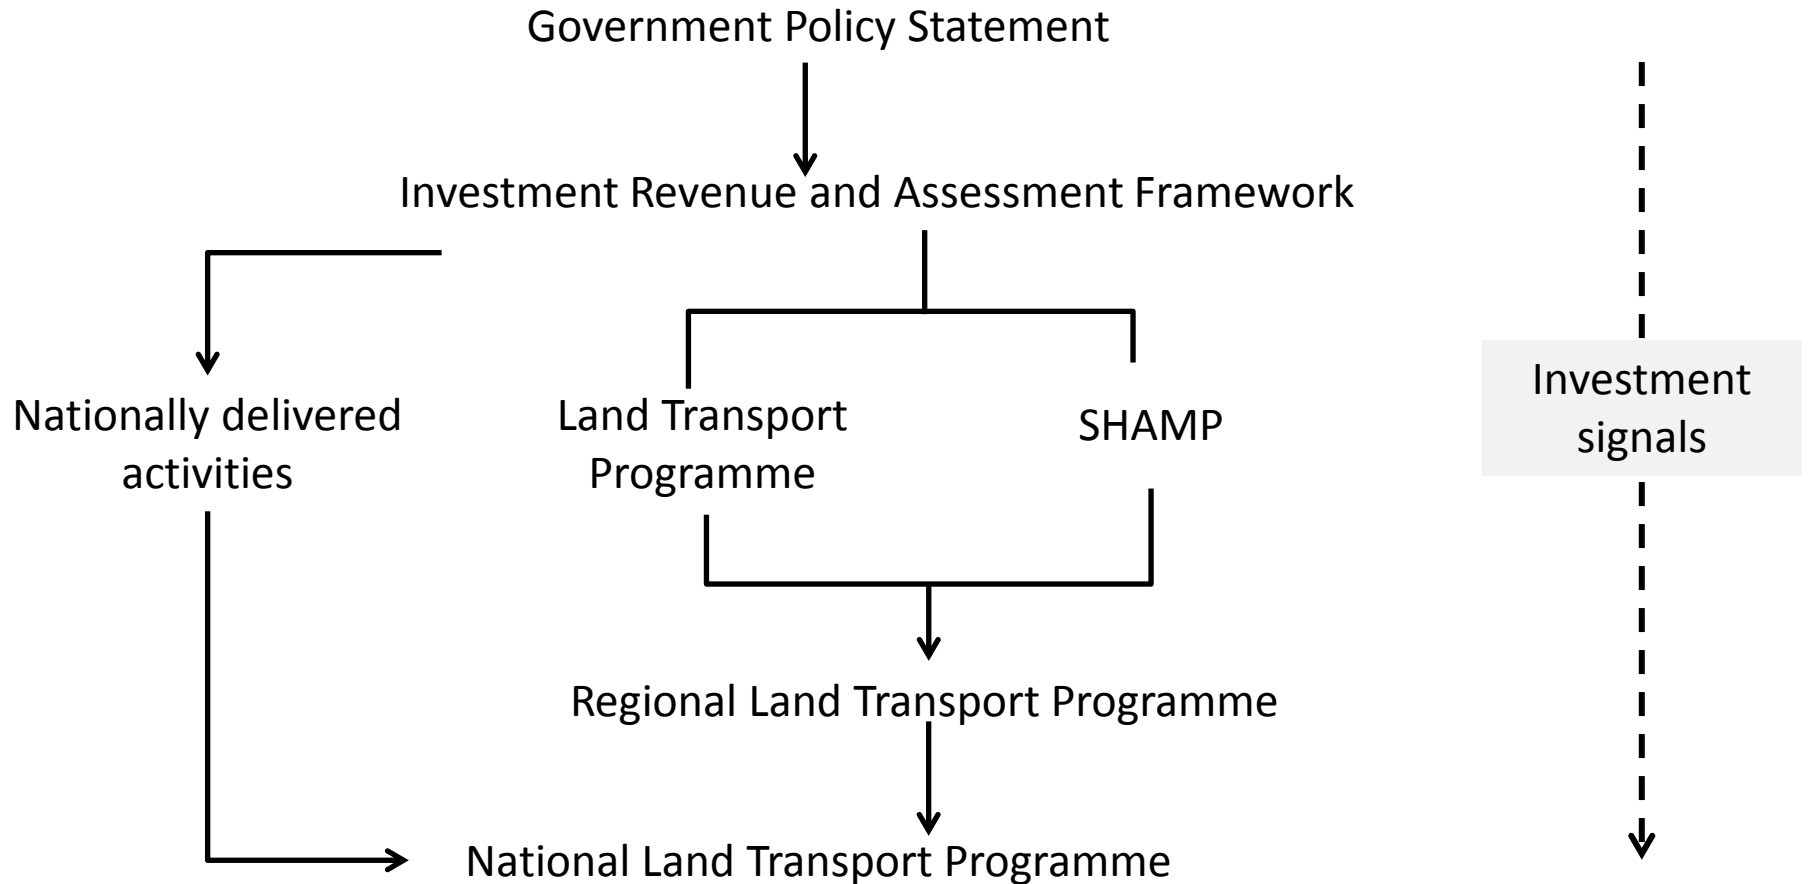 Government Policy Statement
Investment Revenue and Assessment Framework
Nationally delivered
activities
Land Transport
Programme
SHAMP
Investment
signals
Regional Land Transport Programme
National Land Transport Programme